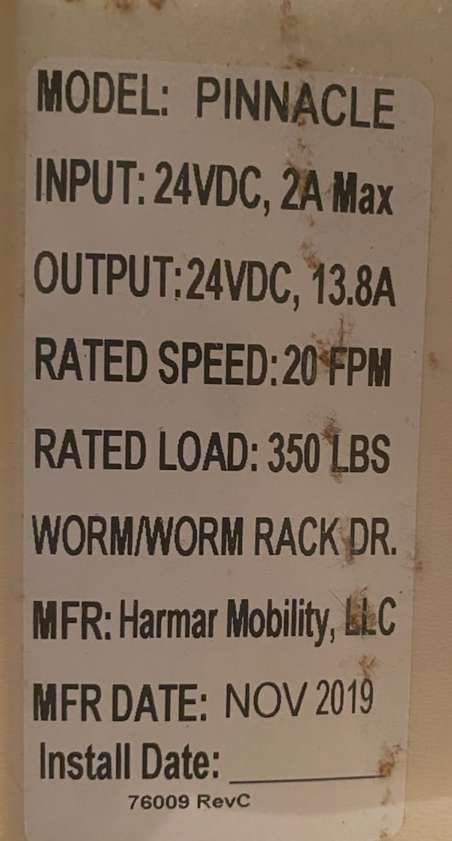 MODEL: PINNACLE
INPUT: 24VDC, 2A Max
OUTPUT: 24VDC, 13.8A
RATED SPEED: 20 FPM
RATED LOAD: 350 LBS
WORM/WORM RACK DR.
MFR: Harmar Mobility, LLC
MFR DATE: NOV 2019
Install Date: ________
76009 RevC